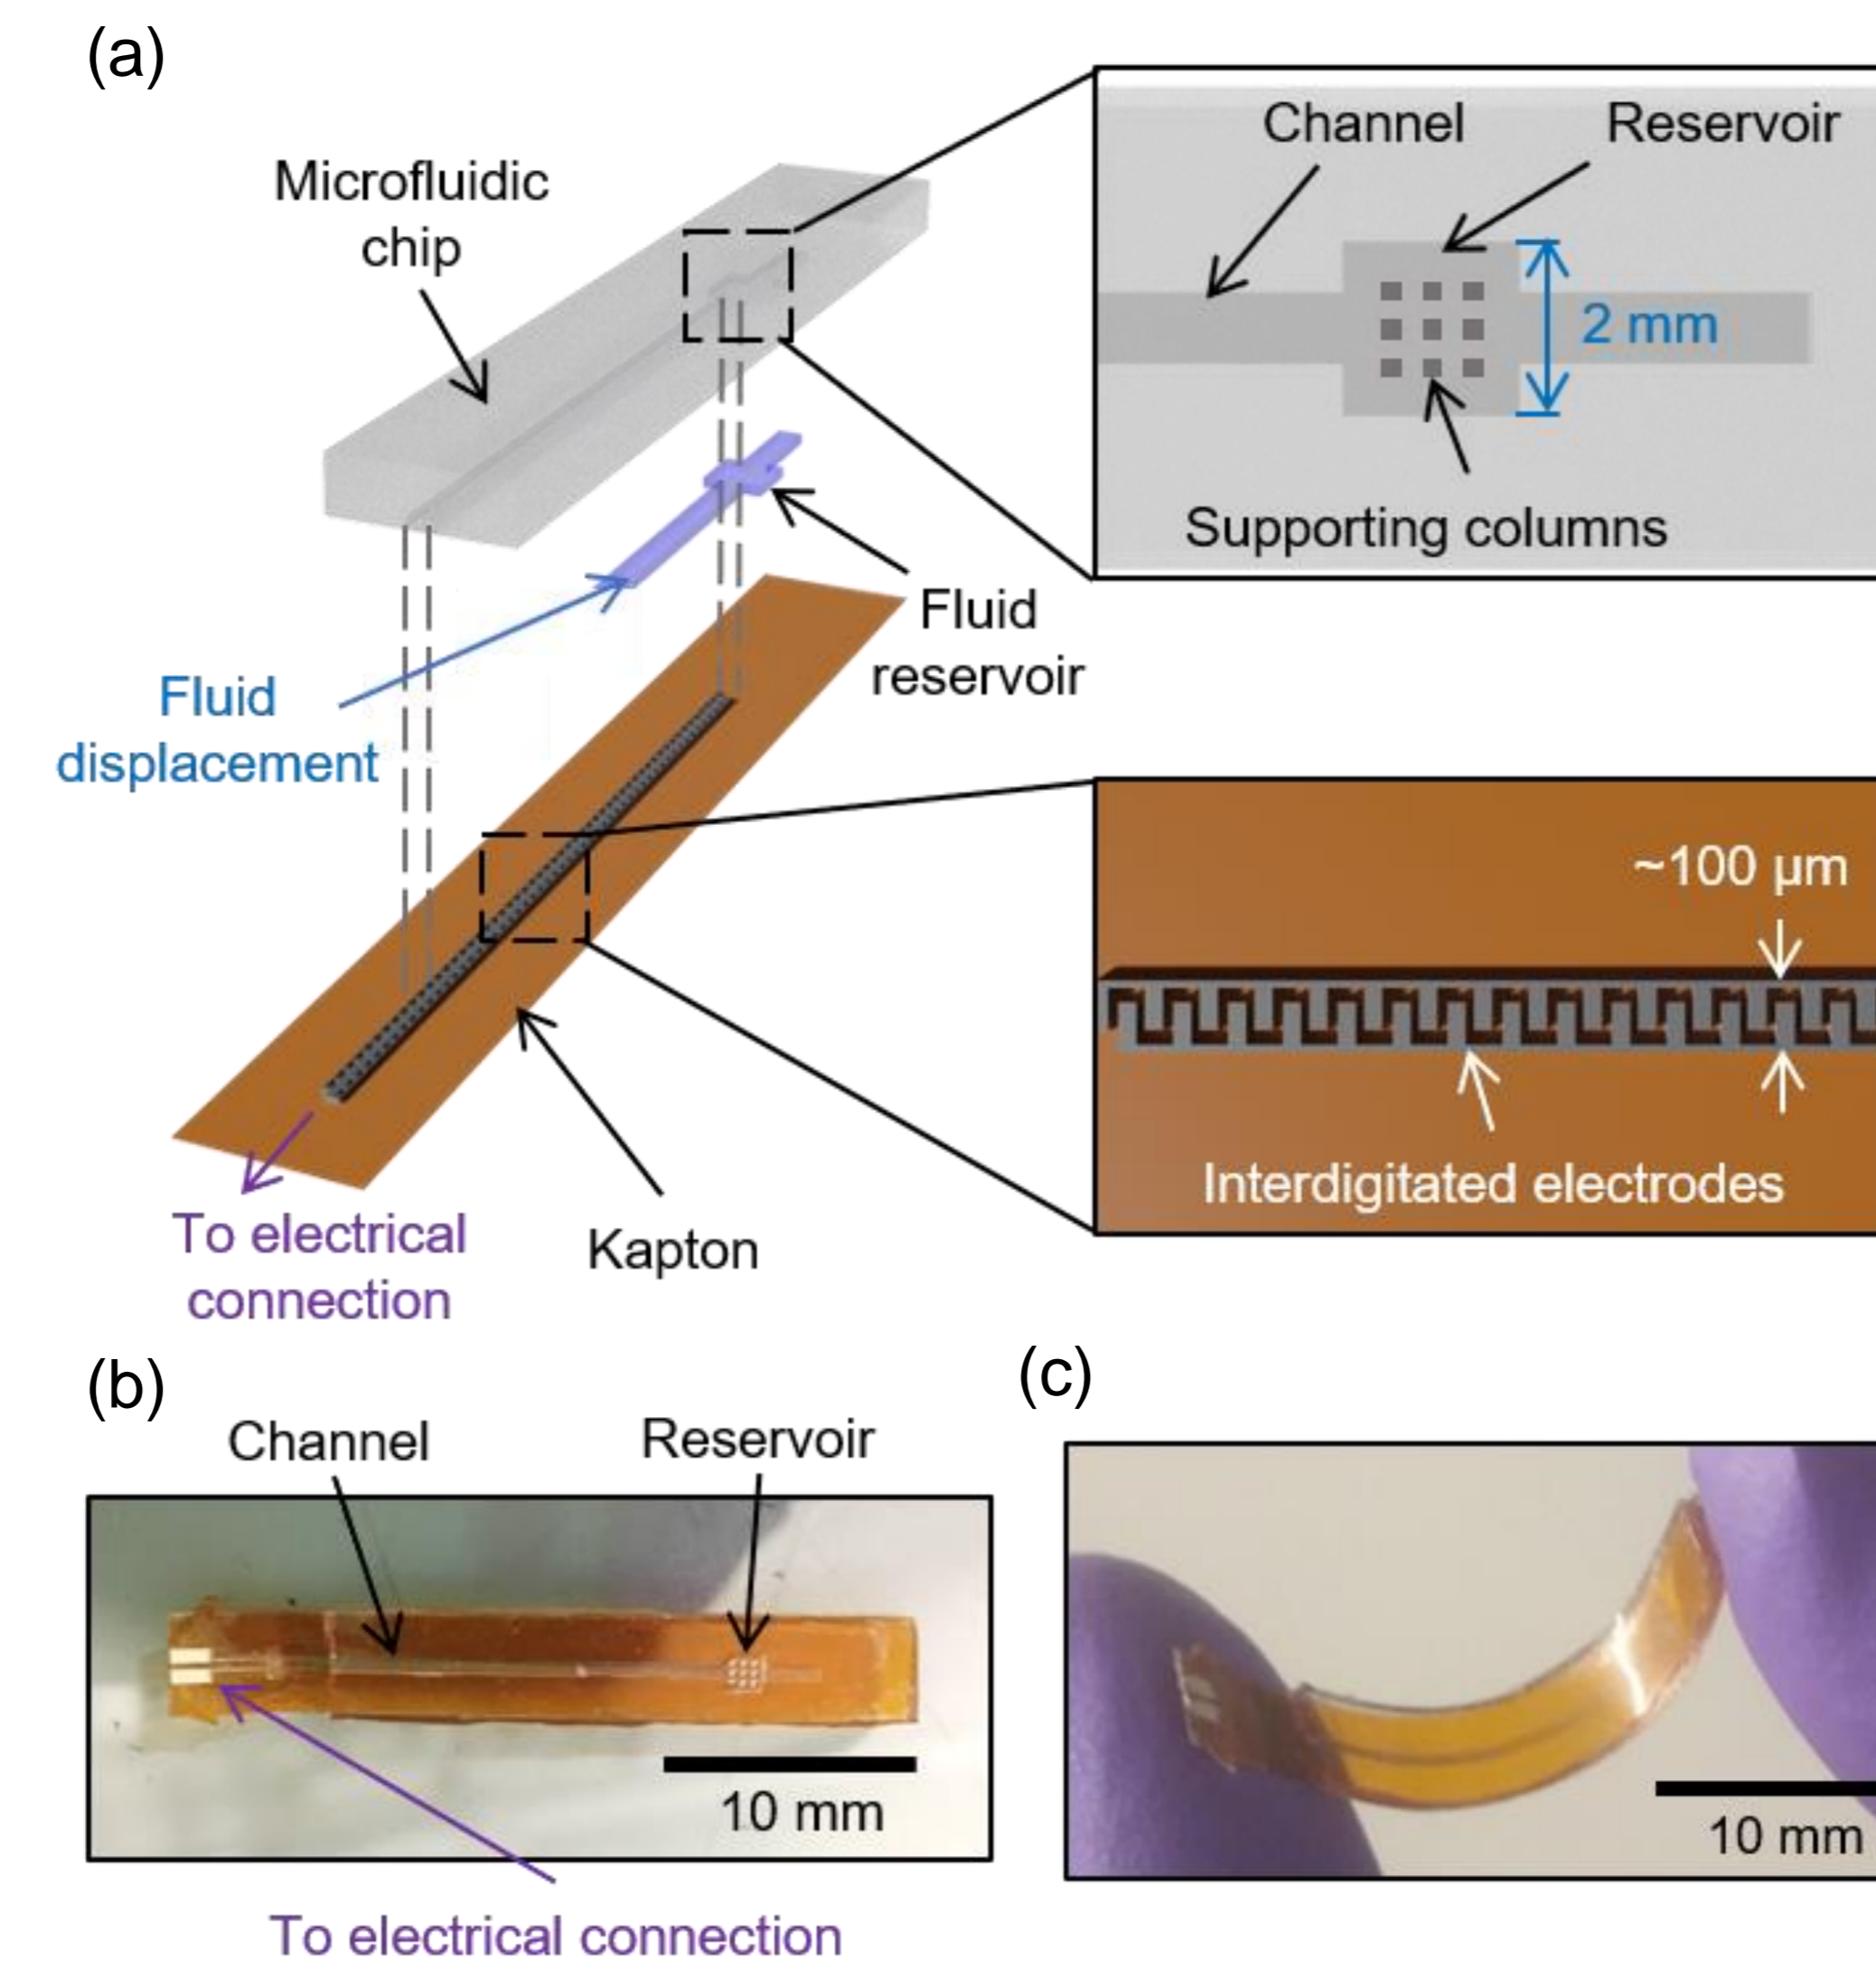 (a)
Microfluidic
chip
Channel
Reservoir
2 mm
Supporting columns
Fluid
reservoir
Fluid
displacement
~100 µm
Interdigitated electrodes
To electrical
connection
Kapton
(b)
Channel
Reservoir
10 mm
To electrical connection
(c)
10 mm